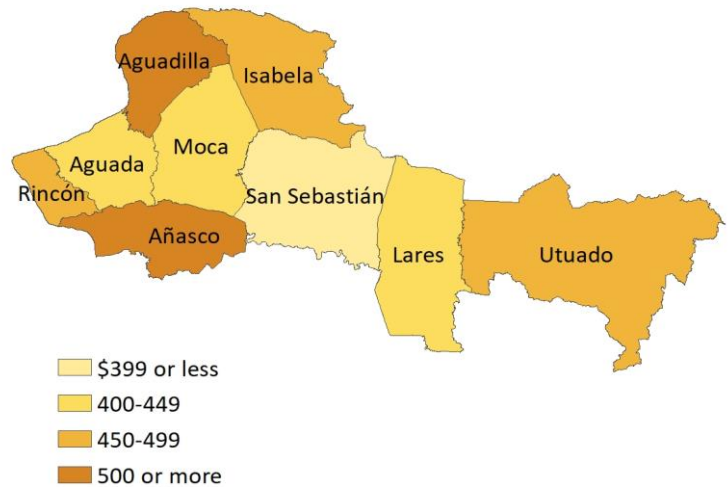 Aguadilla
Isabela
Moca
Aguada
Rincón
San Sebastián
Añasco
Lares
Utuado
$399 or less
400-449
450-499
500 or more